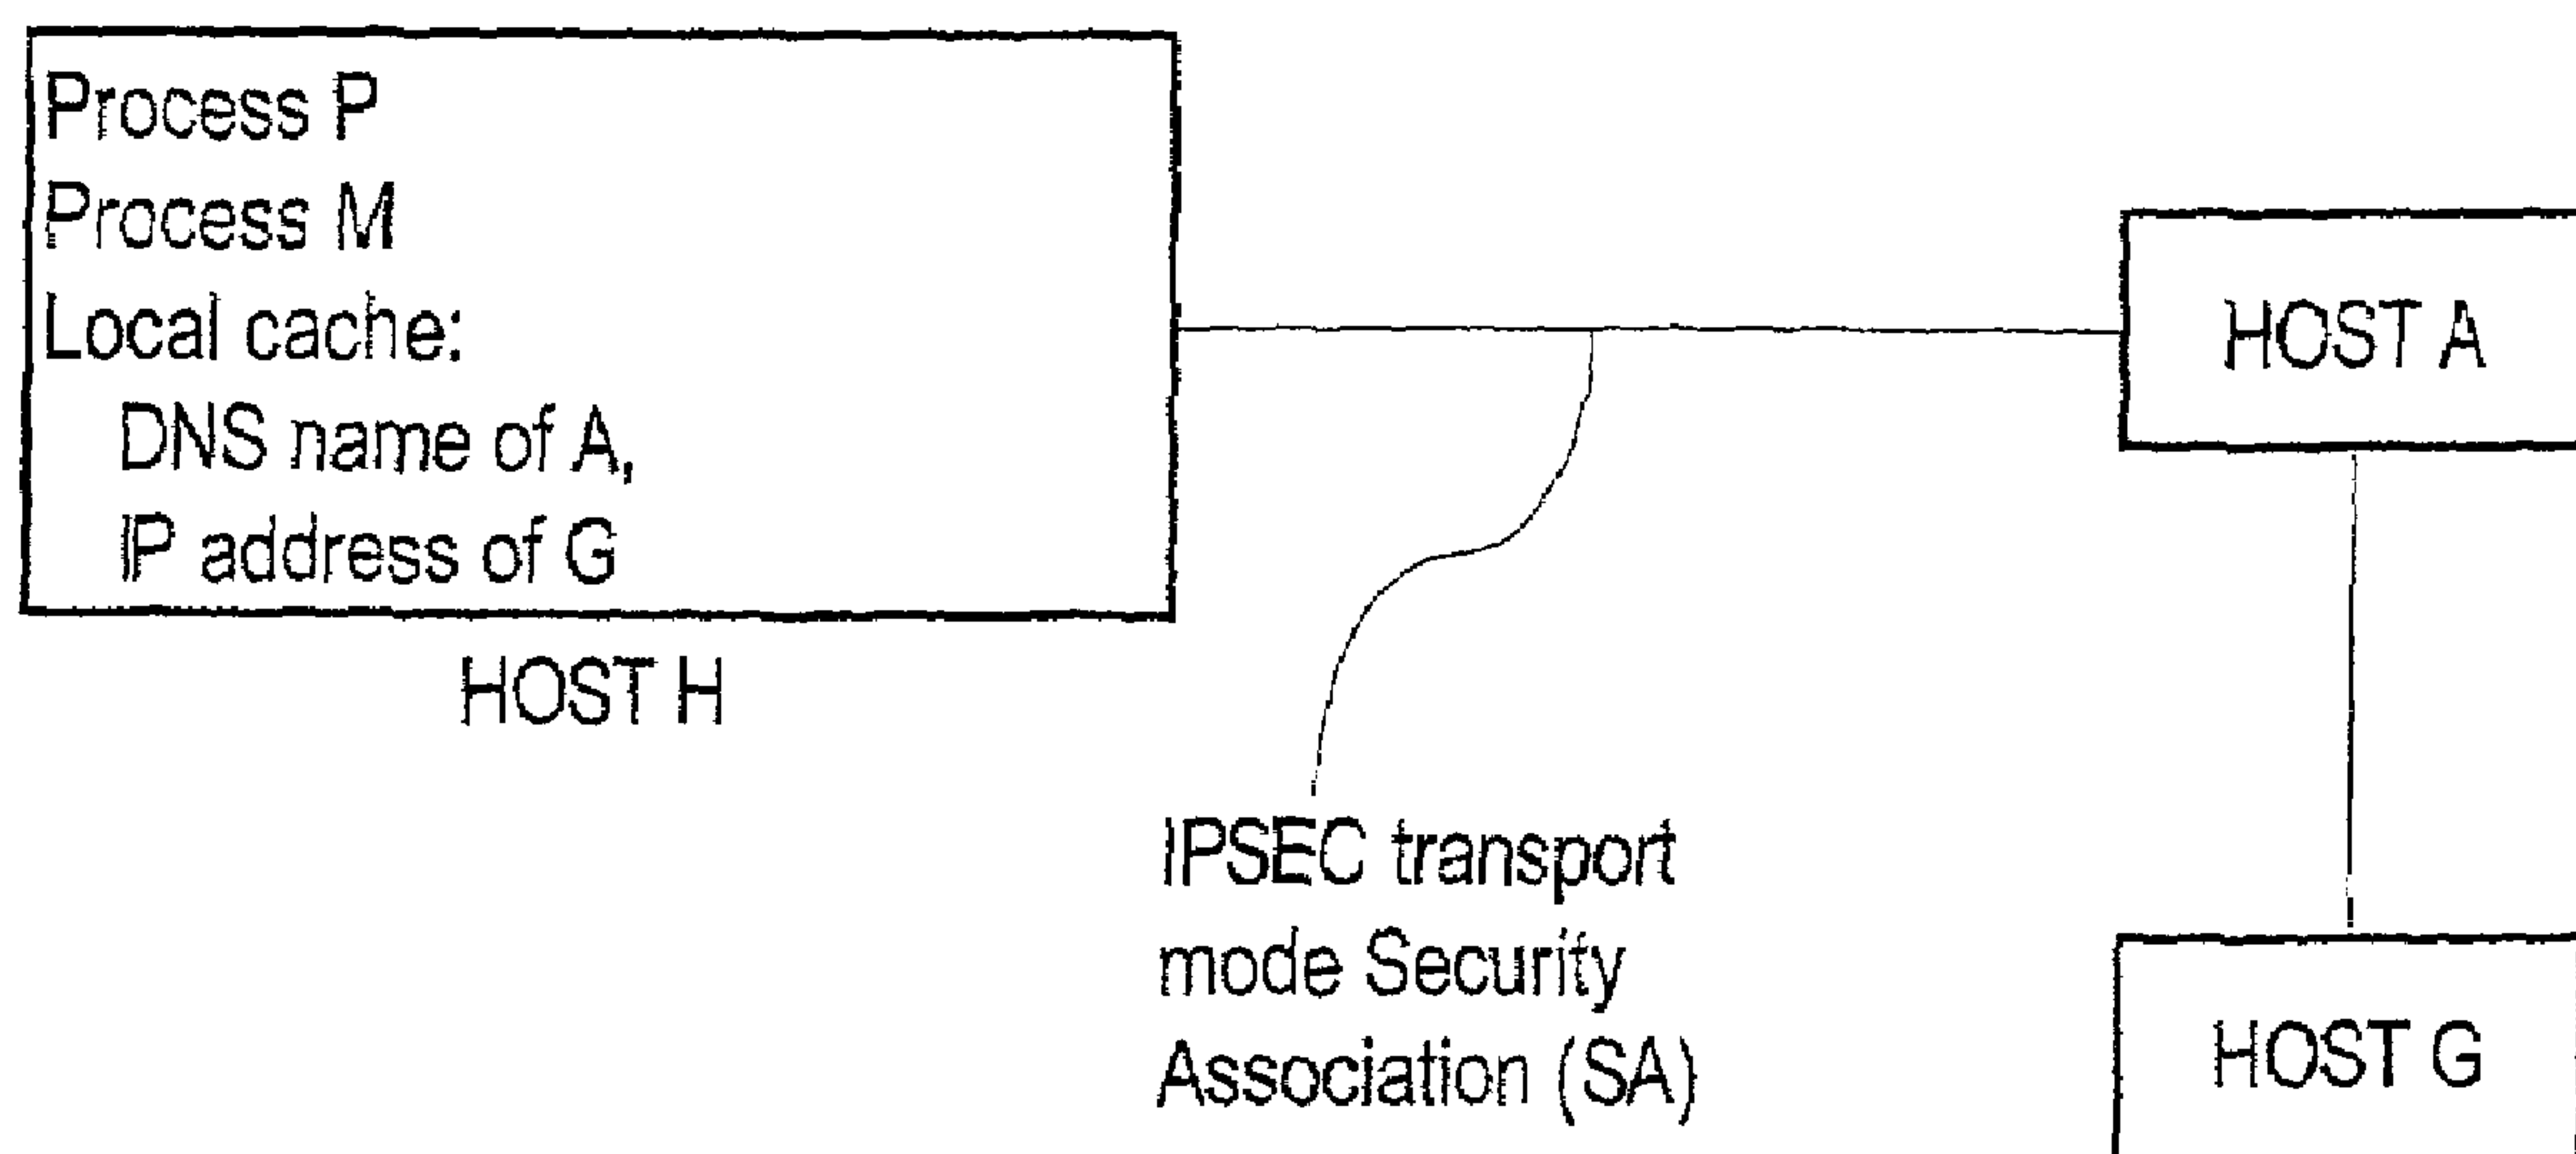 Process P
Process M
Local cache:
DNS name of A,
IP address of G
HOST H
HOST A
IPSEC transport
mode Security
Association (SA)
HOST G